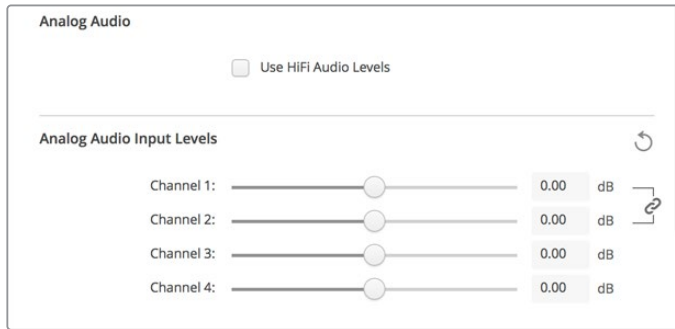 Analog Audio
Use HiFi Audio Levels
Analog Audio Input Levels
Channel 1: 0.00 dB
Channel 2: 0.00 dB
Channel 3: 0.00 dB
Channel 4: 0.00 dB